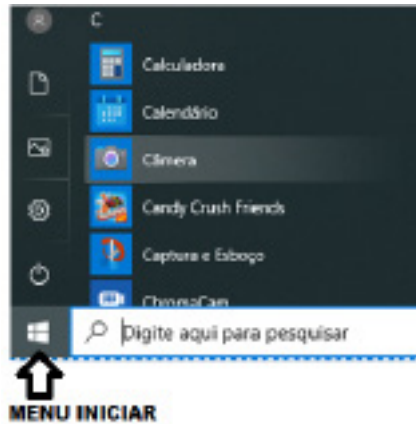 C
Calculadora
Calendário
Câmera
Candy Crush Friends
Captura e Esboço
ChromaCam
Digite aqui para pesquisar
MENU INICIAR